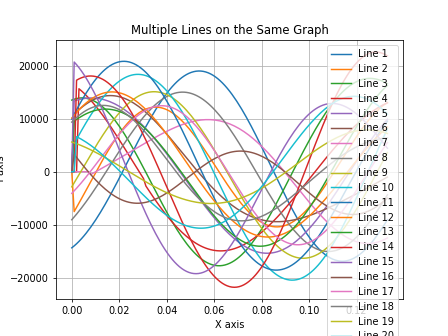 Multiple Lines on the Same Graph
20000
10000
0
−10000
−20000
0.00 0.02 0.04 0.06 0.08 0.10
X axis
axis
Line 1
Line 2
Line 3
Line 4
Line 5
Line 6
Line 7
Line 8
Line 9
Line 10
Line 11
Line 12
Line 13
Line 14
Line 15
Line 16
Line 17
Line 18
Line 19
Line 20